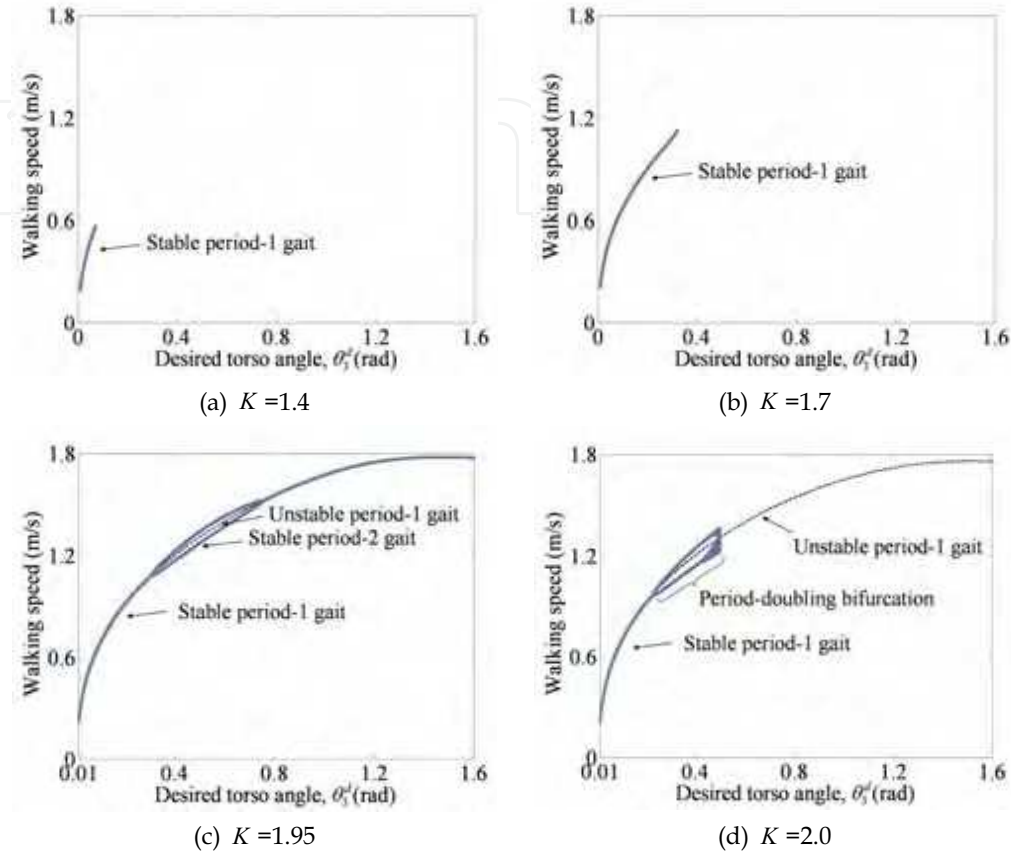 1.8
1.2
0.6
0
Walking speed (m/s)
Stable period-1 gait
0 0.4 0.8 1.2 1.6
Desired torso angle, θ₃ᵈ (rad)
(a) K =1.4
1.8
1.2
0.6
0
Walking speed (m/s)
Stable period-1 gait
0 0.4 0.8 1.2 1.6
Desired torso angle, θ₃ᵈ (rad)
(b) K =1.7
1.8
1.2
0.6
0
Walking speed (m/s)
Unstable period-1 gait
Stable period-2 gait
Stable period-1 gait
0.01 0.4 0.8 1.2 1.6
Desired torso angle, θ₃ᵈ (rad)
(c) K =1.95
1.8
1.2
0.6
0
Walking speed (m/s)
Unstable period-1 gait
Period-doubling bifurcation
Stable period-1 gait
0.01 0.4 0.8 1.2 1.6
Desired torso angle, θ₃ᵈ (rad)
(d) K =2.0